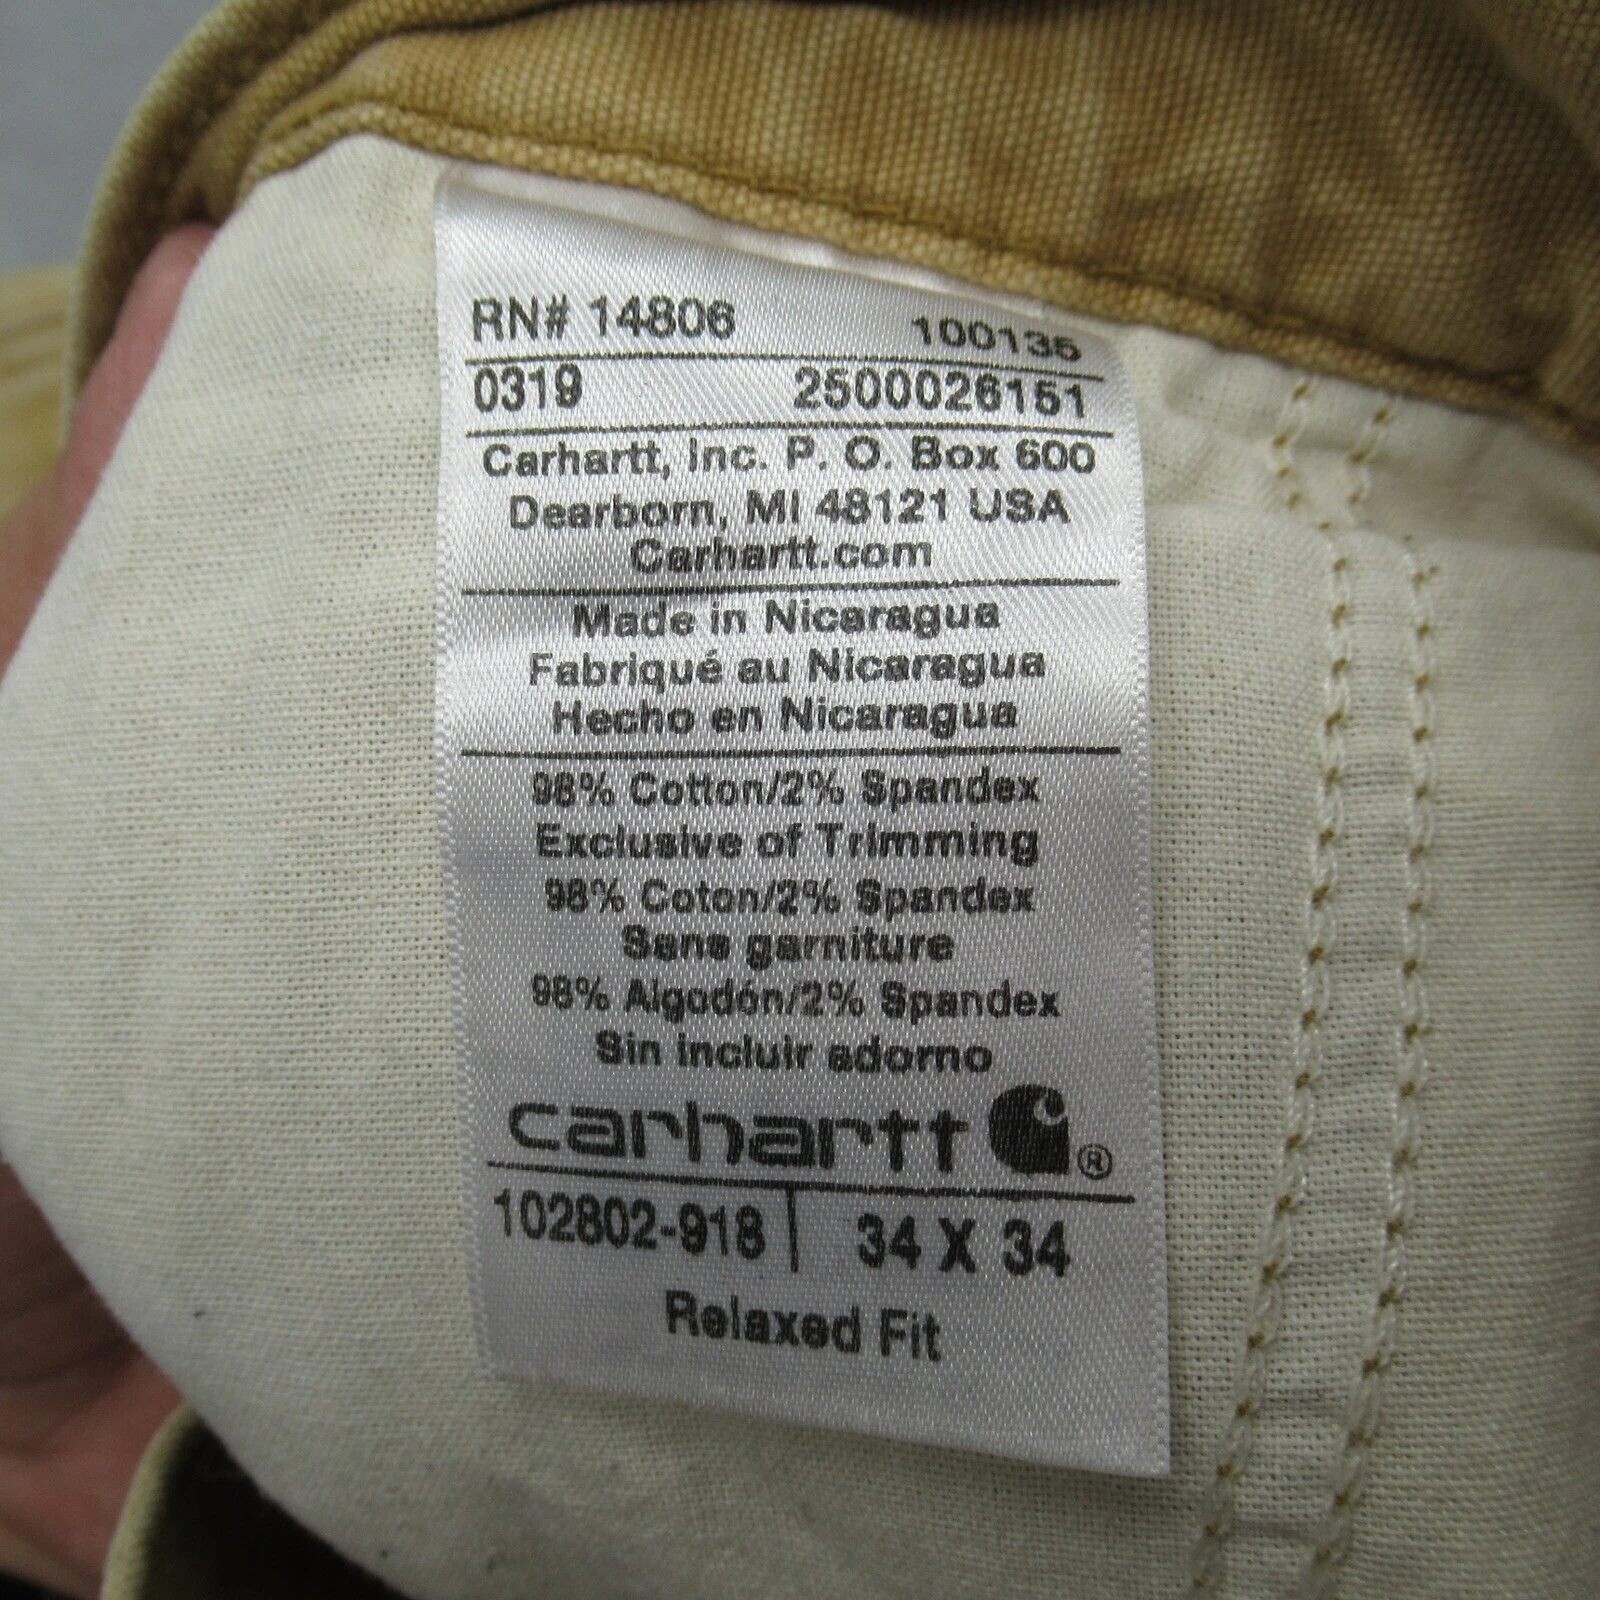 RN# 14806 100135
0319 2500026151
Carhartt, Inc. P. O. Box 600
Dearborn, MI 48121 USA
Carhartt.com
Made in Nicaragua
Fabriqué au Nicaragua
Hecho en Nicaragua
98% Cotton/2% Spandex
Exclusive of Trimming
98% Coton/2% Spandex
Sans garniture
98% Algodón/2% Spandex
Sin incluir adorno
carhartt ®
102802-918 | 34 X 34
Relaxed Fit